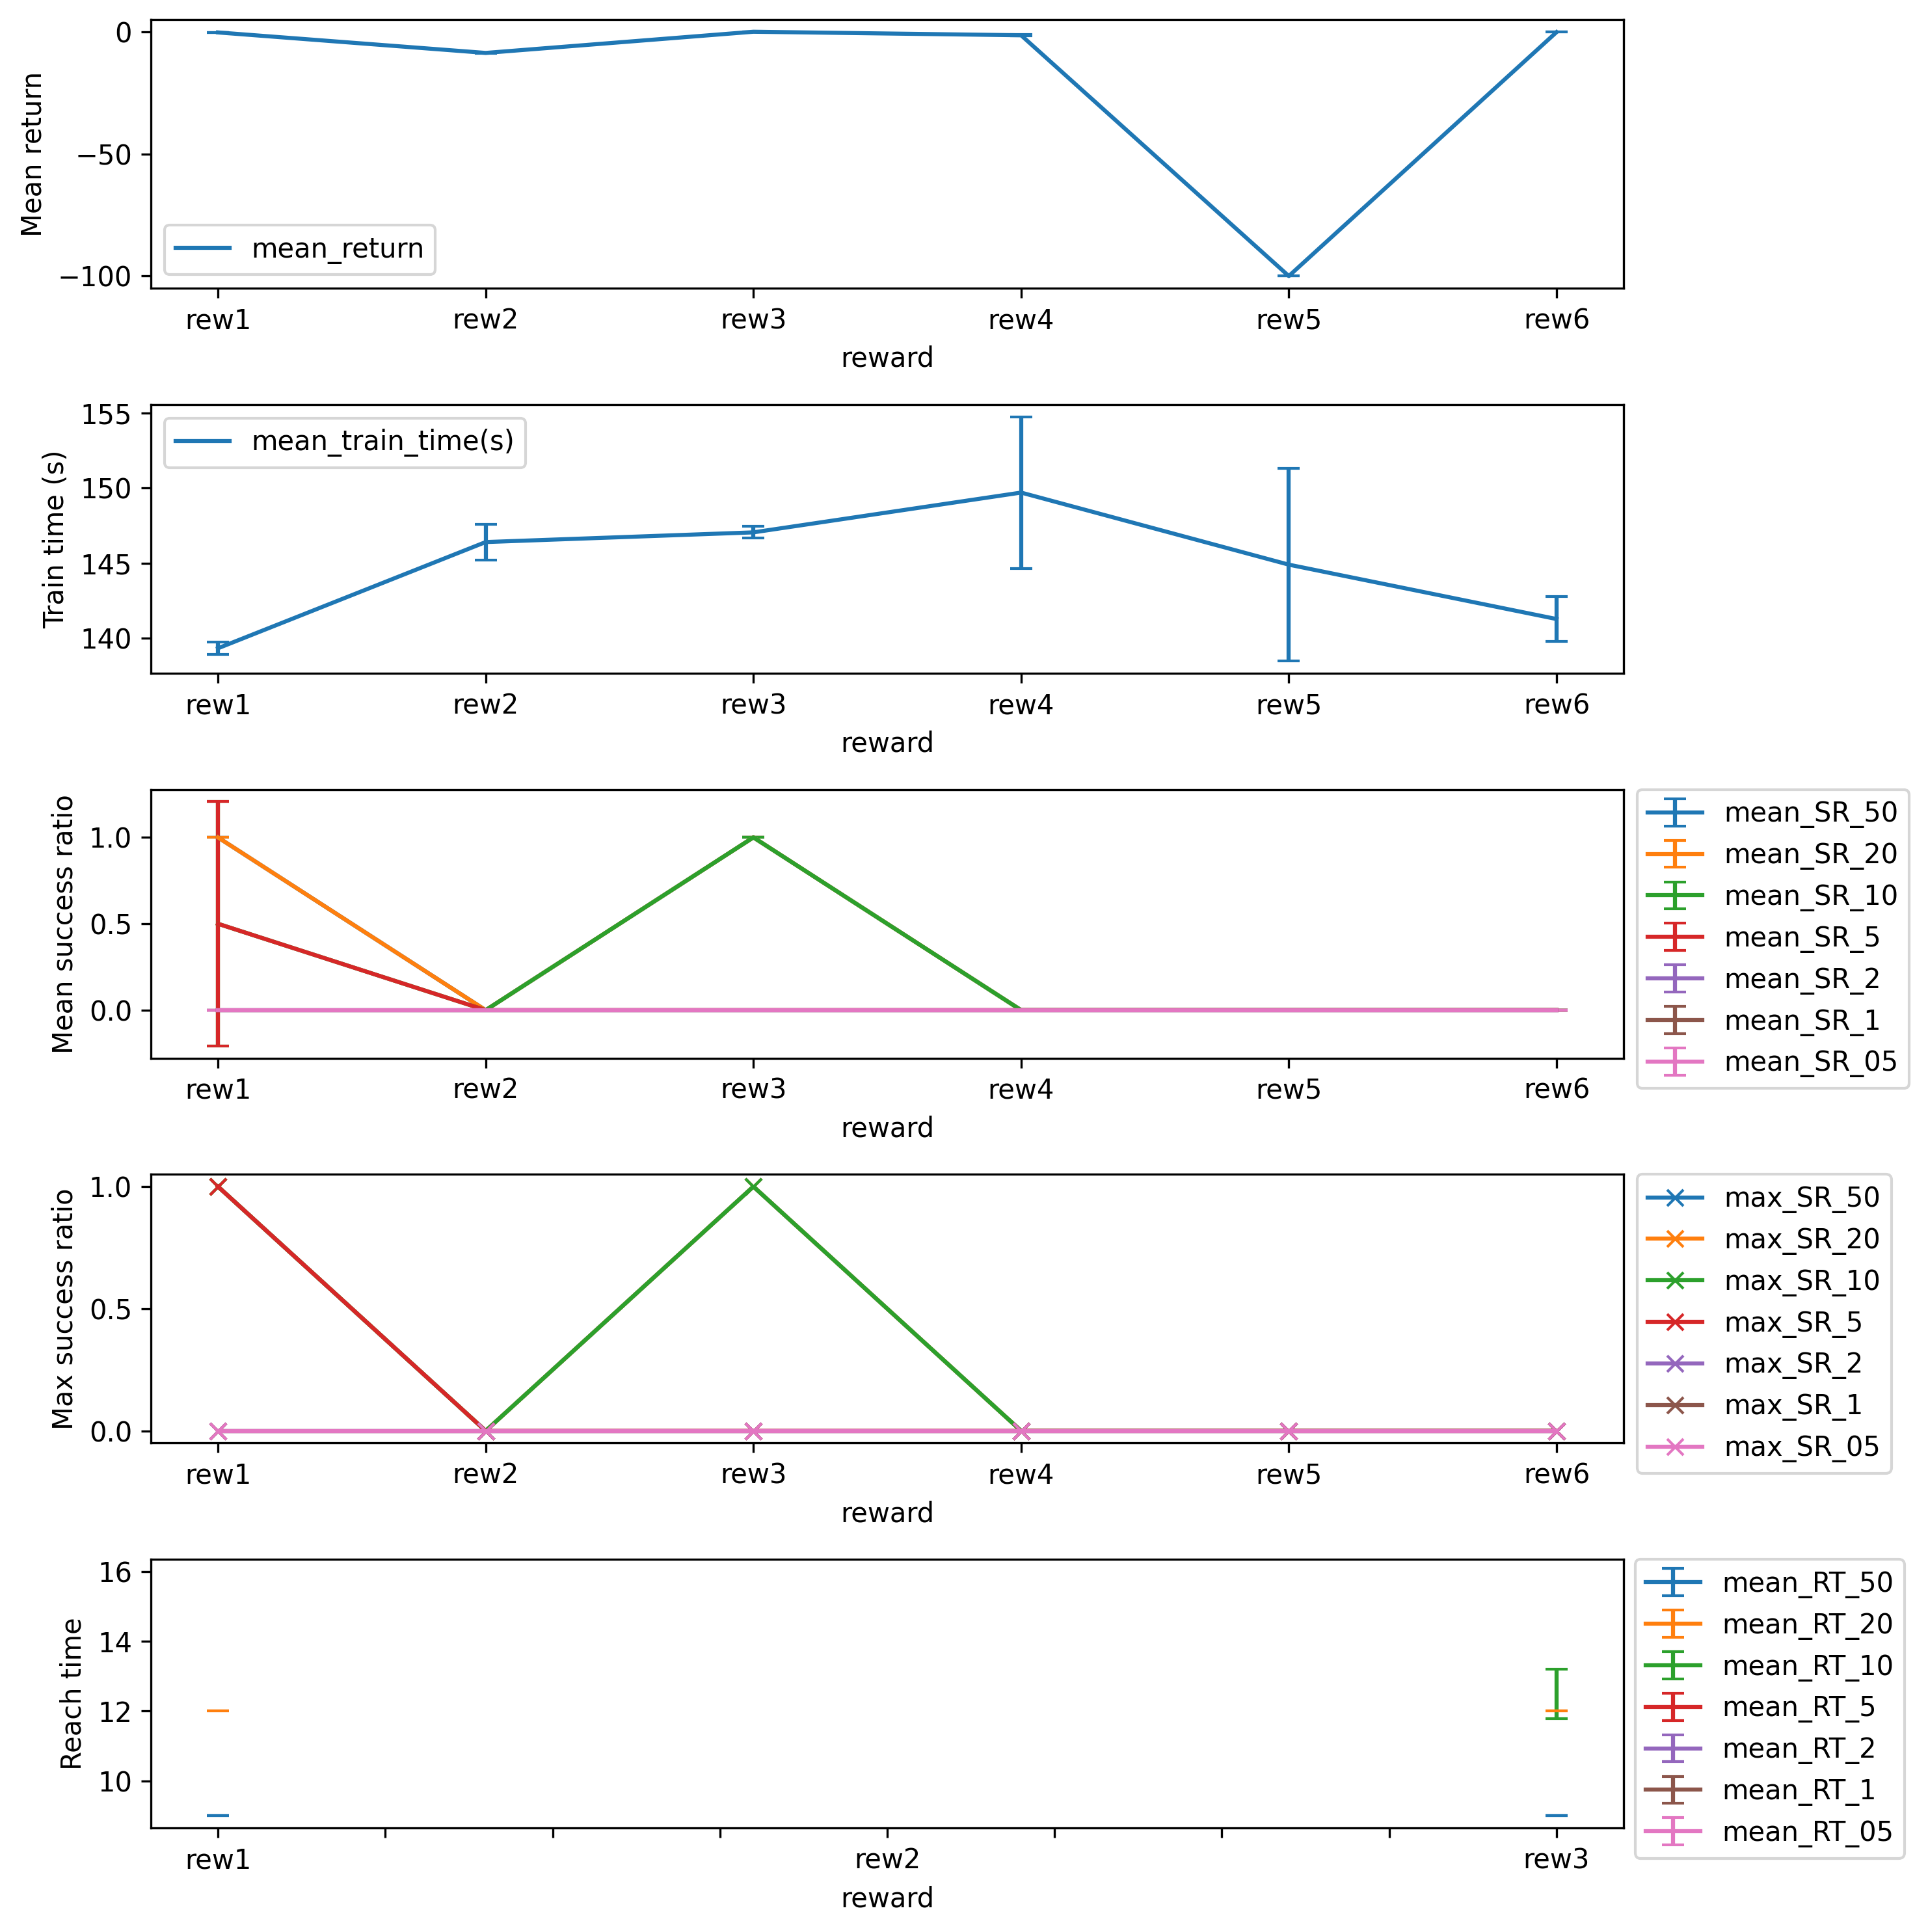 0
−50
−100
Mean return
mean_return
rew1 rew2 rew3 rew4 rew5 rew6
reward
155
150
145
140
Train time (s)
mean_train_time(s)
rew1 rew2 rew3 rew4 rew5 rew6
reward
1.0
0.5
0.0
Mean success ratio
mean_SR_50
mean_SR_20
mean_SR_10
mean_SR_5
mean_SR_2
mean_SR_1
mean_SR_05
rew1 rew2 rew3 rew4 rew5 rew6
reward
1.0
0.5
0.0
Max success ratio
max_SR_50
max_SR_20
max_SR_10
max_SR_5
max_SR_2
max_SR_1
max_SR_05
rew1 rew2 rew3 rew4 rew5 rew6
reward
16
14
12
10
Reach time
mean_RT_50
mean_RT_20
mean_RT_10
mean_RT_5
mean_RT_2
mean_RT_1
mean_RT_05
rew1 rew2 rew3
reward